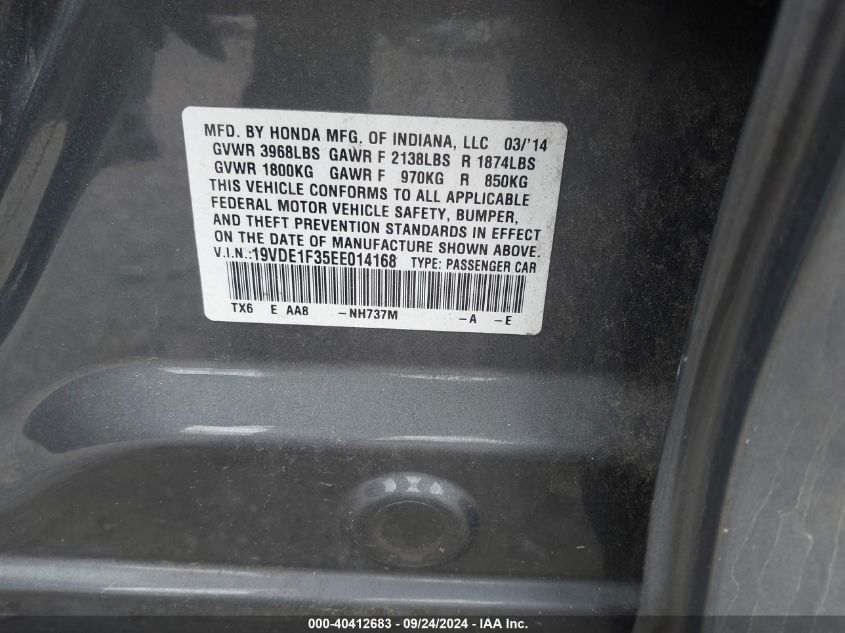 MFD. BY HONDA MFG. OF INDIANA, LLC 03/'14
GVWR 3968LBS GAWR F 2138LBS R 1874LBS
GVWR 1800KG GAWR F 970KG R 850KG
THIS VEHICLE CONFORMS TO ALL APPLICABLE
FEDERAL MOTOR VEHICLE SAFETY, BUMPER,
AND THEFT PREVENTION STANDARDS IN EFFECT
ON THE DATE OF MANUFACTURE SHOWN ABOVE.
V.I.N.:19VDE1F35EE014168 TYPE: PASSENGER CAR
TX6 E AA8 -NH737M -A -E
000-40412683 - 09/24/2024 - IAA Inc.